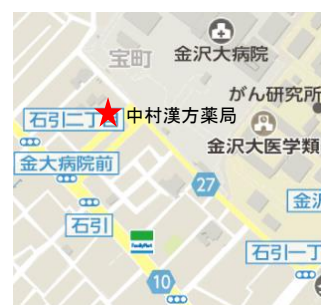 金沢大病院
宝町
がん研究所
石引二丁目
中村漢方薬局
金沢大医学類
金大病院前
27
金沢
石引
FamilyMart
石引一丁
10